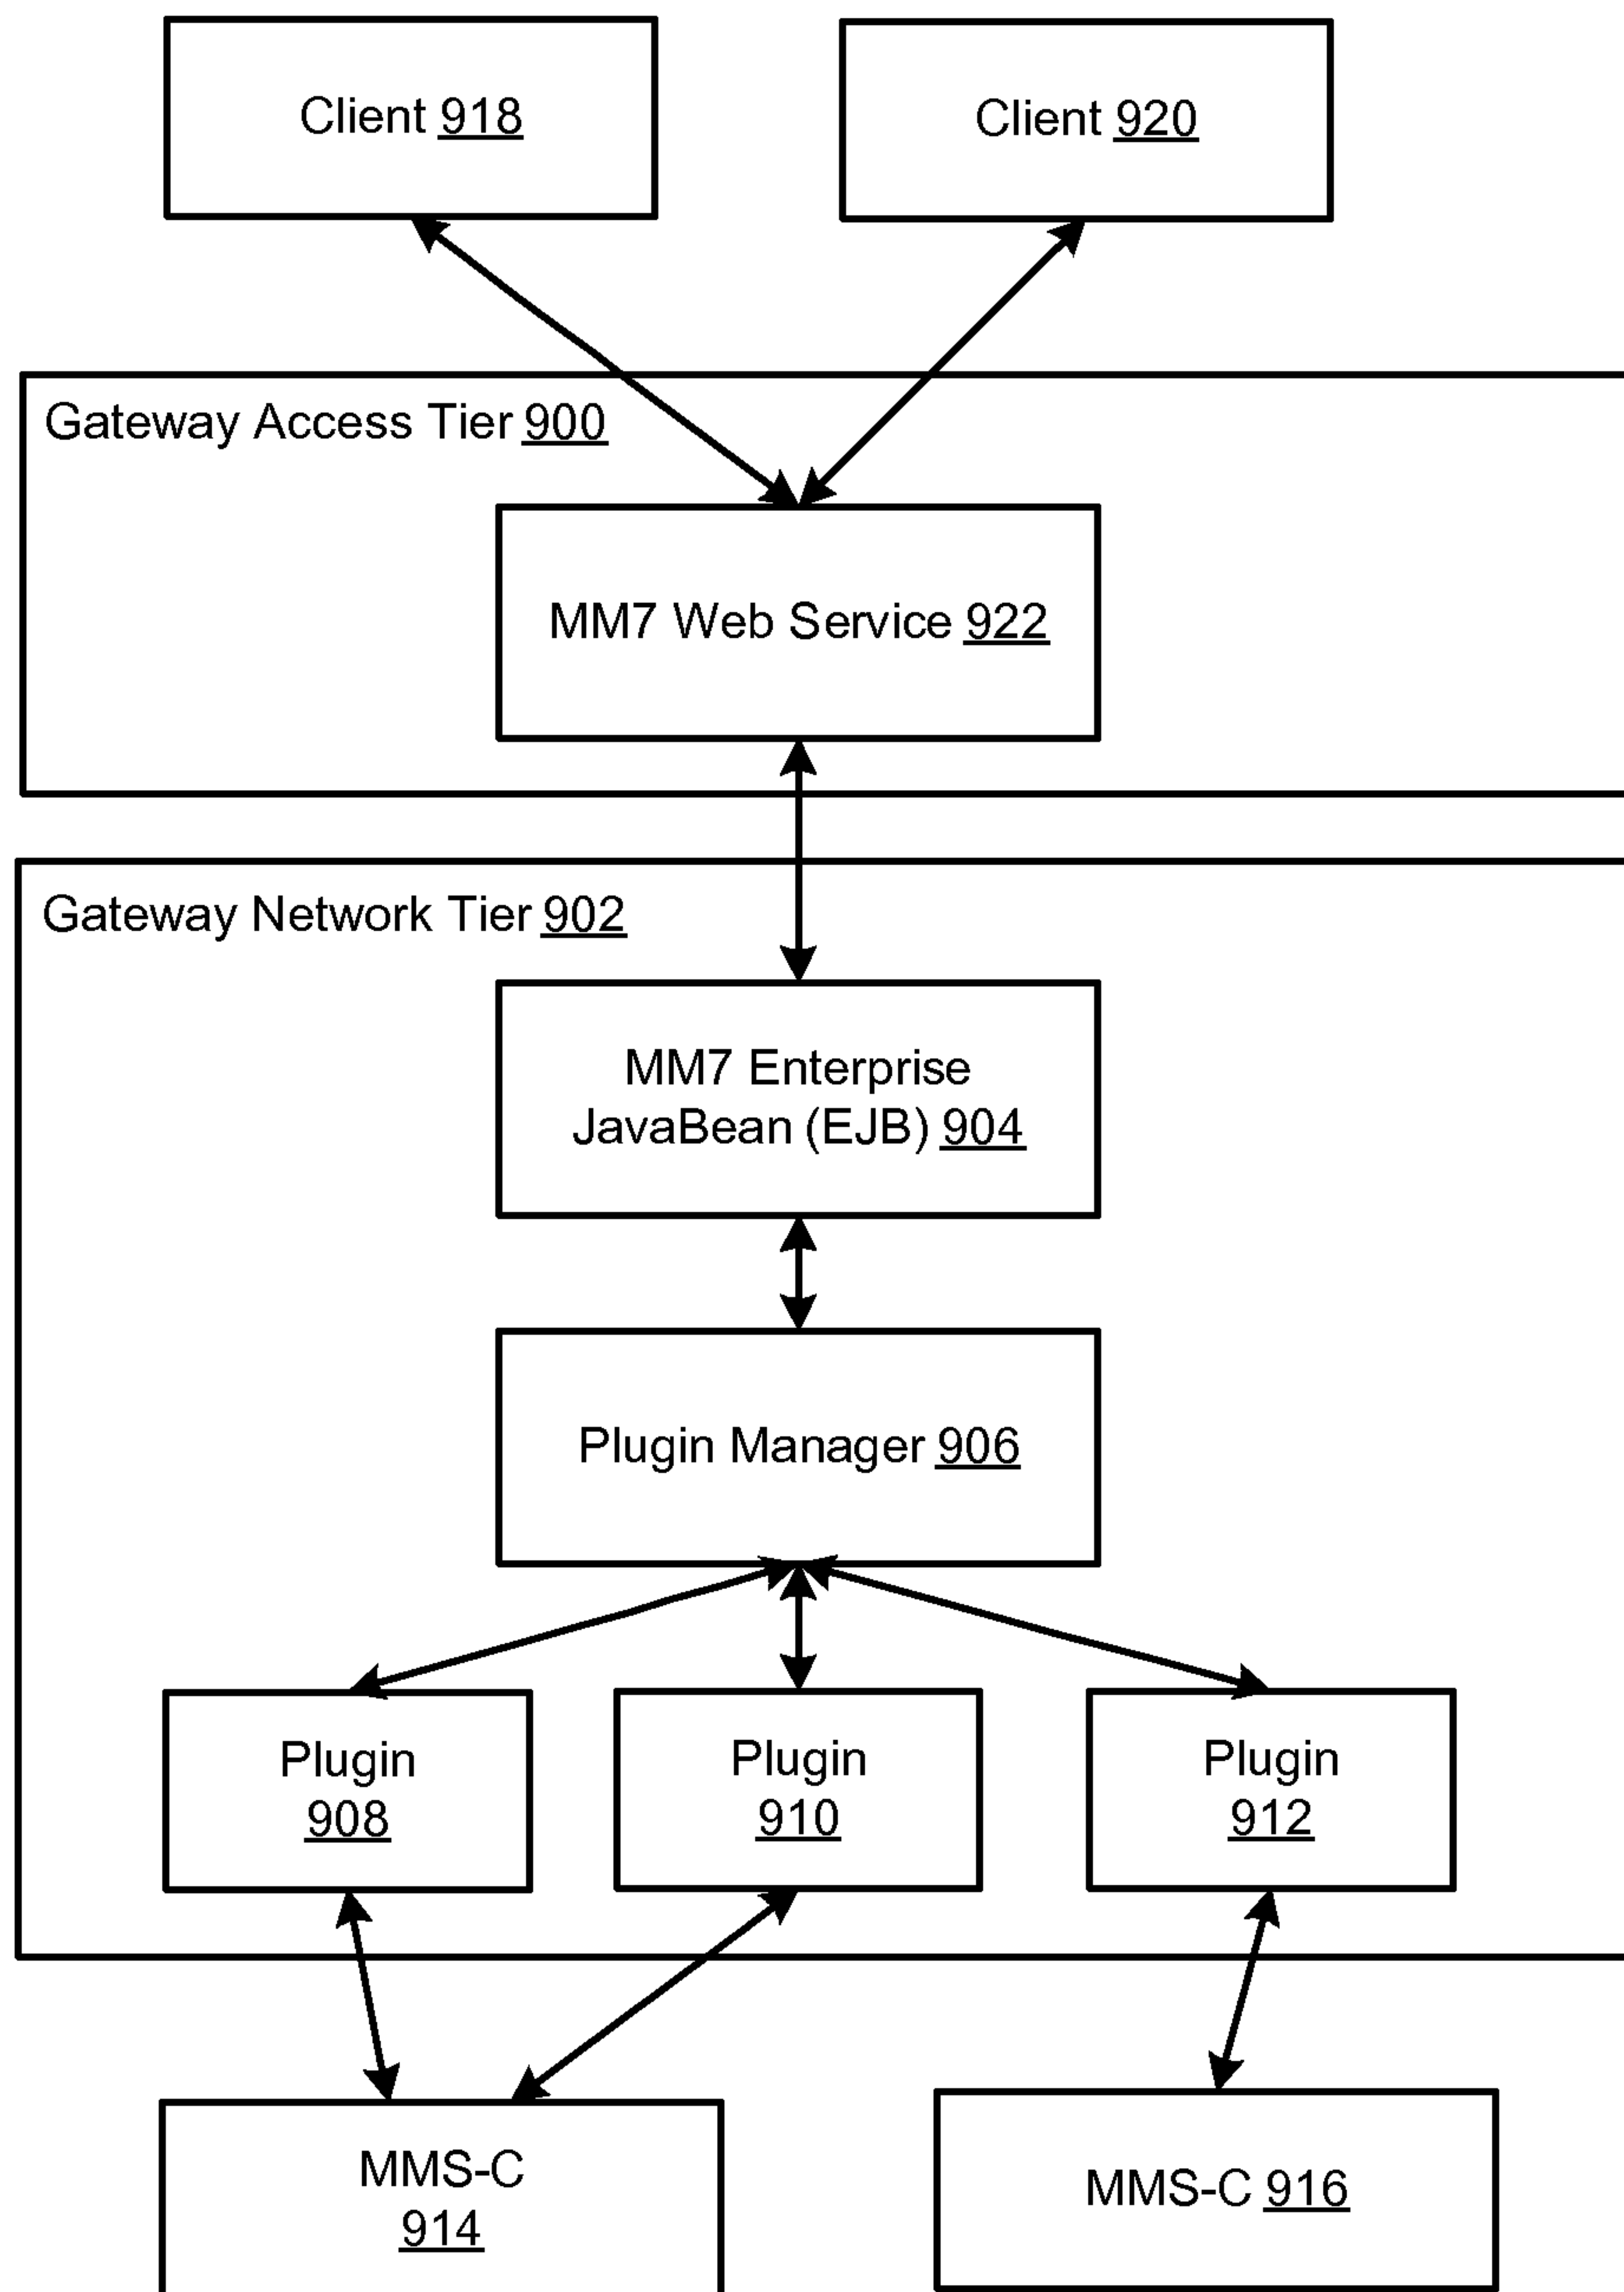 Client 918
Client 920
Gateway Access Tier 900
MM7 Web Service 922
Gateway Network Tier 902
MM7 Enterprise
JavaBean (EJB) 904
Plugin Manager 906
Plugin
908
Plugin
910
Plugin
912
MMS-C
914
MMS-C 916